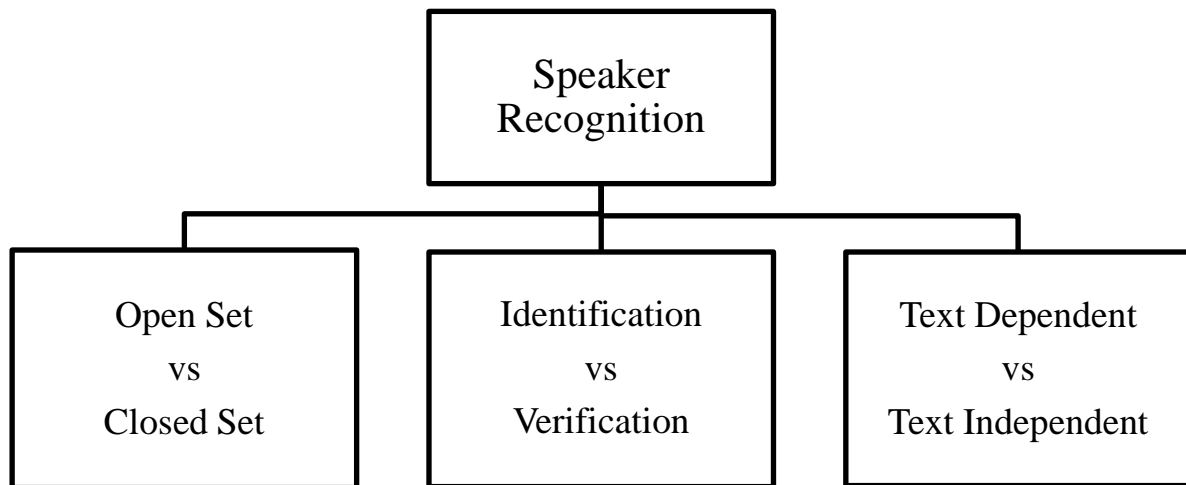 Speaker
Recognition
Open Set
vs
Closed Set
Identification
vs
Verification
Text Dependent
vs
Text Independent